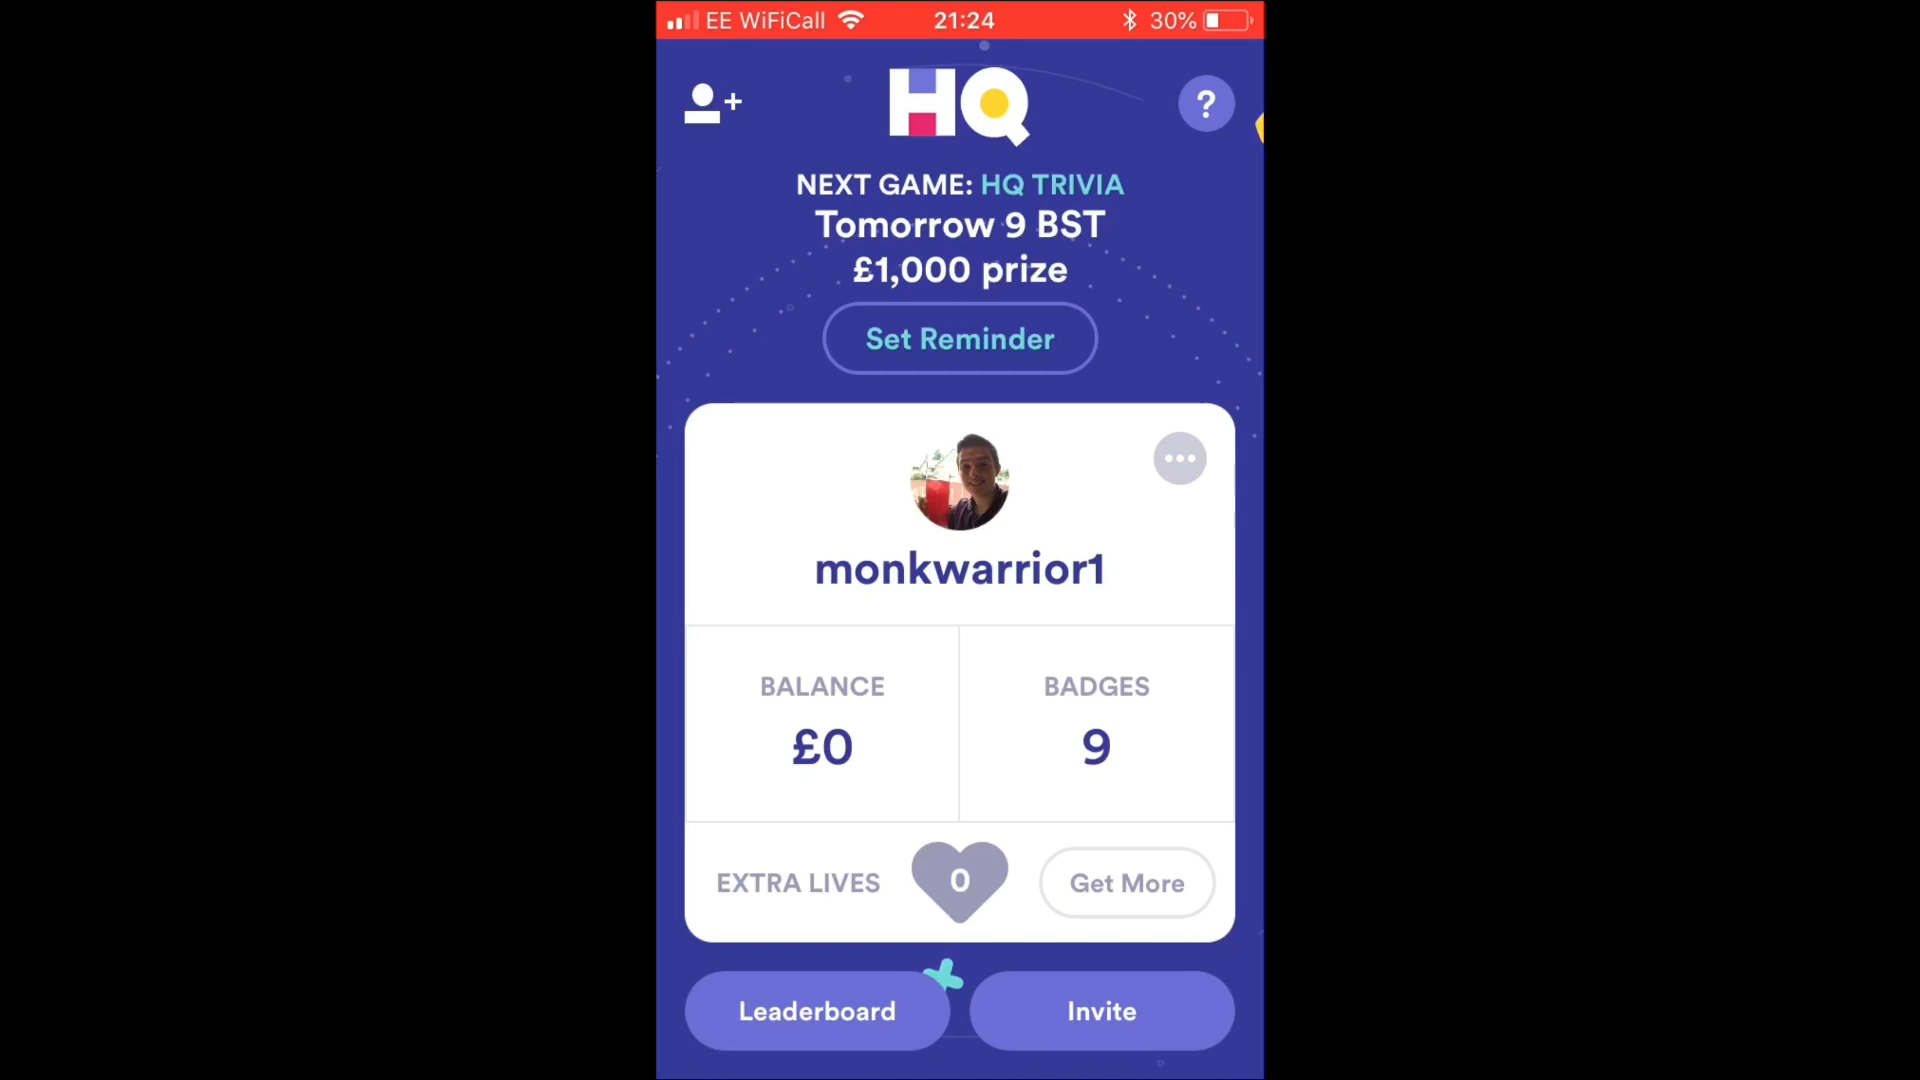 EE WiFiCall 21:24 30%
HQ
?
NEXT GAME: HQ TRIVIA
Tomorrow 9 BST
£1,000 prize
Set Reminder
monkwarrior1
BALANCE BADGES
£0 9
EXTRA LIVES 0 Get More
Leaderboard Invite